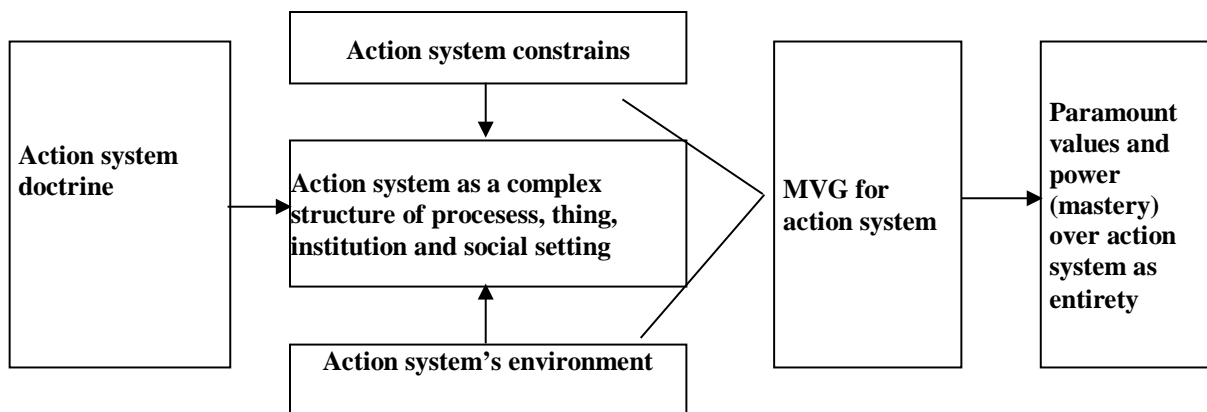 Action system
doctrine
Action system constrains
Action system as a complex
structure of procesess, thing,
institution and social setting
Action system’s environment
MVG for
action system
Paramount
values and
power
(mastery)
over action
system as
entirety